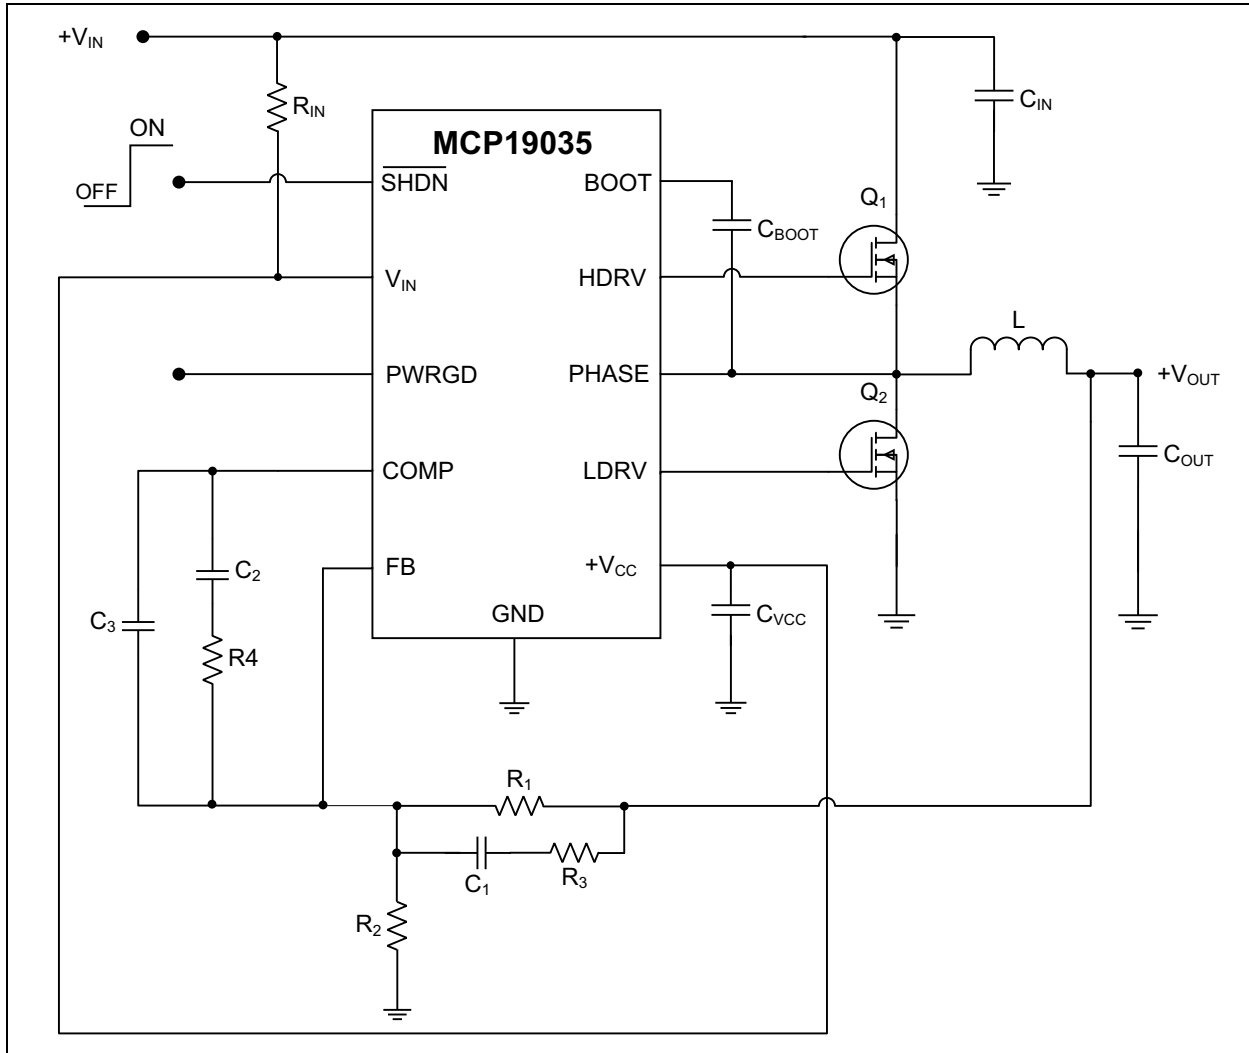 +VIN
RIN
CIN
ON
OFF
MCP19035
SHDN
BOOT
Q1
CBOOT
VIN
HDRV
L
PWRGD
PHASE
+VOUT
Q2
COMP
LDRV
COUT
C2
FB
+VCC
C3
GND
CVCC
R4
R1
C1
R3
R2